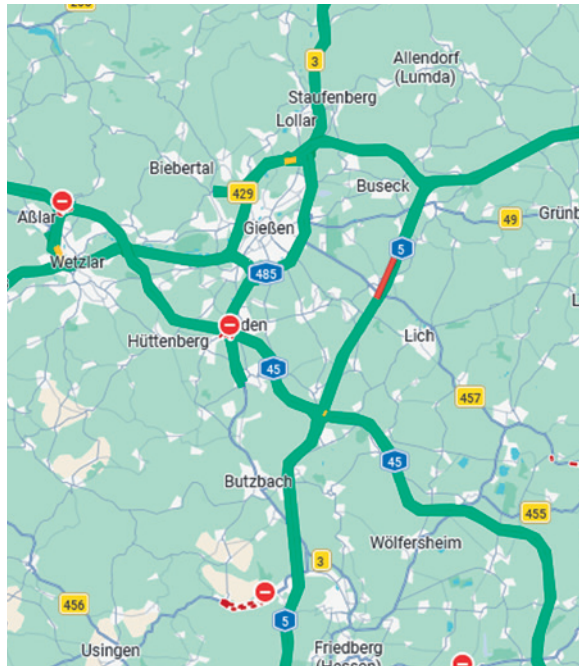 3
Allendorf
(Lumda)
Staufenberg
Lollar
Biebertal
429
Buseck
Aßlar
49
Grünb
Gießen
5
Wetzlar
485
den
Hüttenberg
Lich
45
457
45
Butzbach
455
Wölfersheim
3
456
5
Usingen
Friedberg
(Hessen)